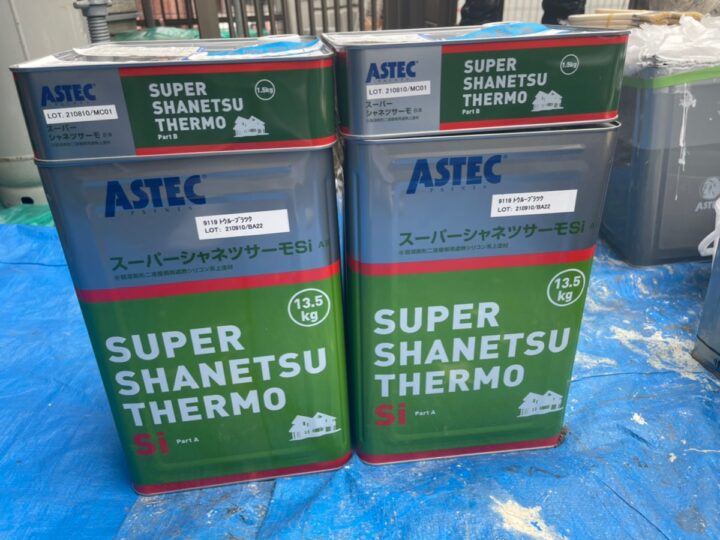 ASTEC
LOT. 210810/MC01
スーパー
シャネツサーモ
SUPER
SHANETSU
THERMO
Part B
1.5kg
ASTEC
LOT. 210810/MC01
スーパー
シャネツサーモ
SUPER
SHANETSU
THERMO
Part B
1.5kg
ASTEC
9119 トゥルーブラック
LOT: 210810/BA22
スーパーシャネツサーモSi
13.5
kg
SUPER
SHANETSU
THERMO
Si
Part A
ASTEC
9119 トゥルーブラック
LOT: 210810/BA22
スーパーシャネツサーモSi
13.5
kg
SUPER
SHANETSU
THERMO
Si
Part A